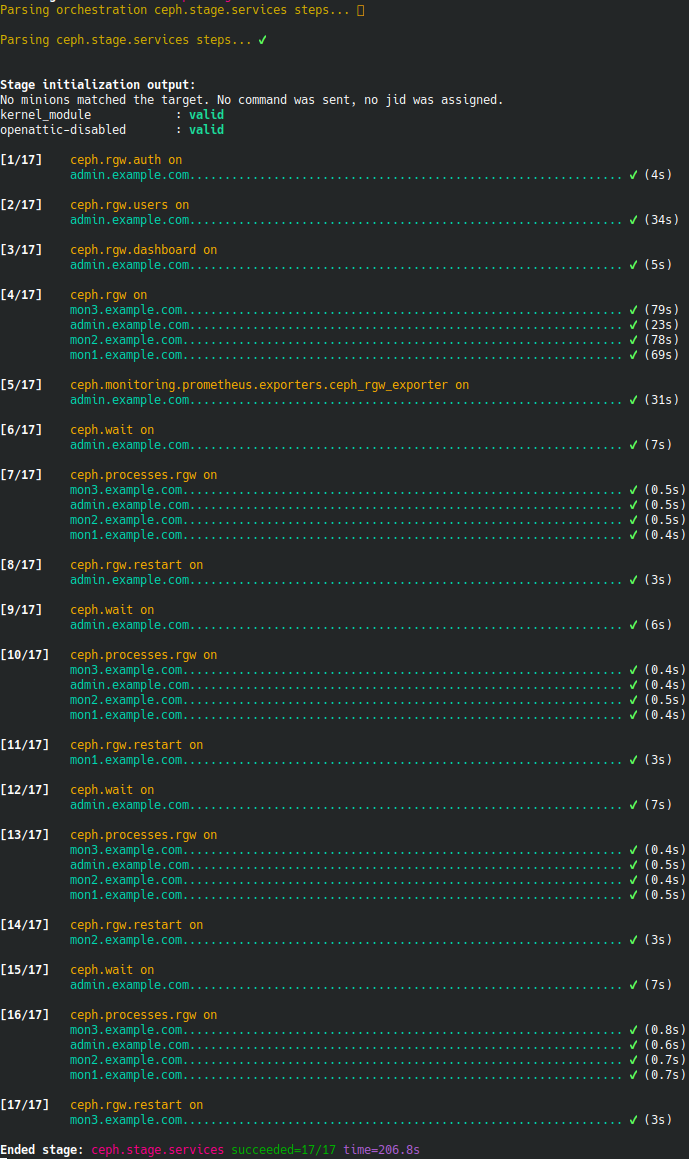 Parsing orchestration ceph.stage.services steps...
Parsing ceph.stage.services steps... ✔
Stage initialization output:
No minions matched the target. No command was sent, no jid was assigned.
kernel_module            : valid
openattic-disabled       : valid
[1/17]   ceph.rgw.auth on
admin.example.com.............................................................. ✔ (4s)
[2/17]   ceph.rgw.users on
admin.example.com.............................................................. ✔ (34s)
[3/17]   ceph.rgw.dashboard on
admin.example.com.............................................................. ✔ (5s)
[4/17]   ceph.rgw on
mon3.example.com............................................................... ✔ (79s)
admin.example.com.............................................................. ✔ (23s)
mon2.example.com............................................................... ✔ (78s)
mon1.example.com............................................................... ✔ (69s)
[5/17]   ceph.monitoring.prometheus.exporters.ceph_rgw_exporter on
admin.example.com.............................................................. ✔ (31s)
[6/17]   ceph.wait on
admin.example.com.............................................................. ✔ (7s)
[7/17]   ceph.processes.rgw on
mon3.example.com............................................................... ✔ (0.5s)
admin.example.com.............................................................. ✔ (0.5s)
mon2.example.com............................................................... ✔ (0.5s)
mon1.example.com............................................................... ✔ (0.4s)
[8/17]   ceph.rgw.restart on
admin.example.com.............................................................. ✔ (3s)
[9/17]   ceph.wait on
admin.example.com.............................................................. ✔ (6s)
[10/17]   ceph.processes.rgw on
mon3.example.com............................................................... ✔ (0.4s)
admin.example.com.............................................................. ✔ (0.4s)
mon2.example.com............................................................... ✔ (0.5s)
mon1.example.com............................................................... ✔ (0.4s)
[11/17]   ceph.rgw.restart on
mon1.example.com............................................................... ✔ (3s)
[12/17]   ceph.wait on
admin.example.com.............................................................. ✔ (7s)
[13/17]   ceph.processes.rgw on
mon3.example.com............................................................... ✔ (0.4s)
admin.example.com.............................................................. ✔ (0.5s)
mon2.example.com............................................................... ✔ (0.4s)
mon1.example.com............................................................... ✔ (0.5s)
[14/17]   ceph.rgw.restart on
mon2.example.com............................................................... ✔ (3s)
[15/17]   ceph.wait on
admin.example.com.............................................................. ✔ (7s)
[16/17]   ceph.processes.rgw on
mon3.example.com............................................................... ✔ (0.8s)
admin.example.com.............................................................. ✔ (0.6s)
mon2.example.com............................................................... ✔ (0.7s)
mon1.example.com............................................................... ✔ (0.7s)
[17/17]   ceph.rgw.restart on
mon3.example.com............................................................... ✔ (3s)
Ended stage: ceph.stage.services succeeded=17/17 time=206.8s